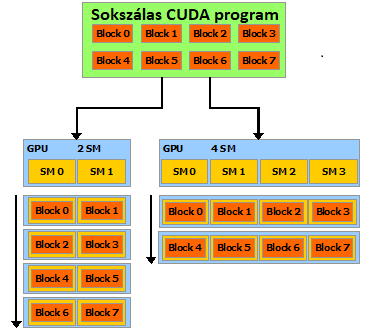 Sokszálas CUDA program
Block 0 Block 1 Block 2 Block 3
Block 4 Block 5 Block 6 Block 7
GPU 2 SM
SM 0 SM 1
Block 0 Block 1
Block 2 Block 3
Block 4 Block 5
Block 6 Block 7
GPU 4 SM
SM 0 SM 1 SM 2 SM 3
Block 0 Block 1 Block 2 Block 3
Block 4 Block 5 Block 6 Block 7